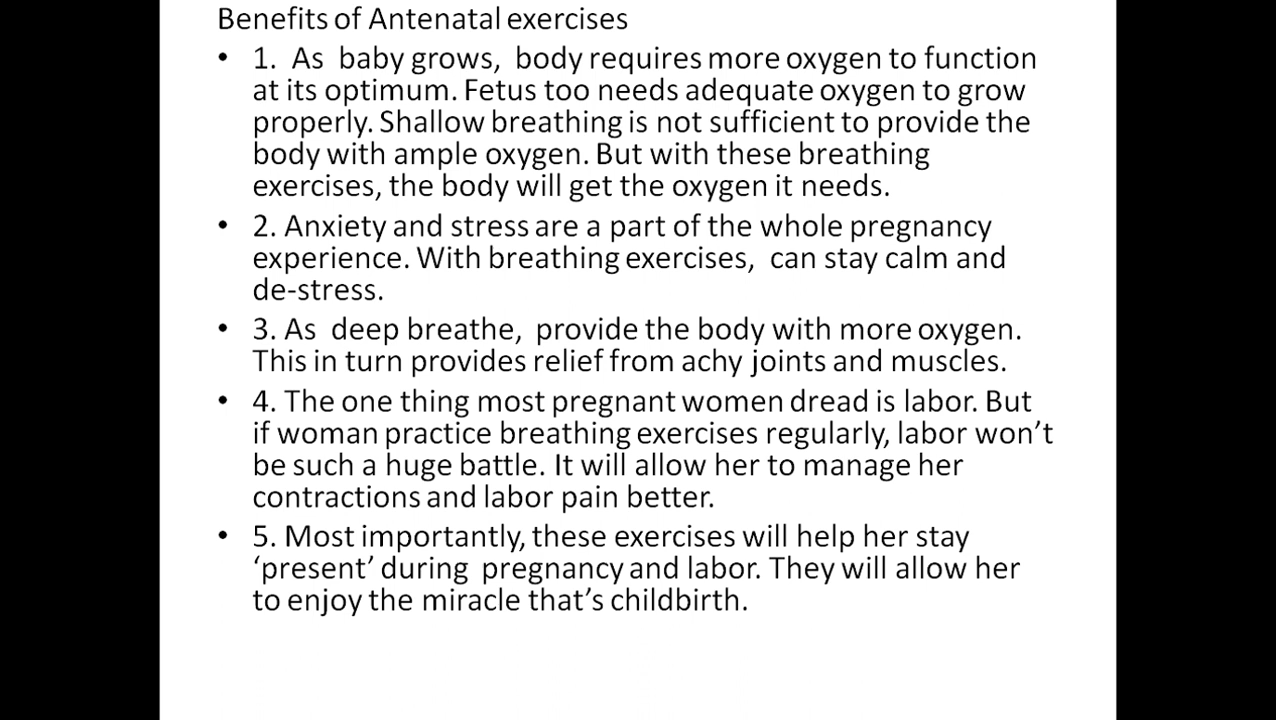 Benefits of Antenatal exercises
• 1.  As  baby grows,  body requires more oxygen to function
at its optimum. Fetus too needs adequate oxygen to grow
properly. Shallow breathing is not sufficient to provide the
body with ample oxygen. But with these breathing
exercises, the body will get the oxygen it needs.
• 2. Anxiety and stress are a part of the whole pregnancy
experience. With breathing exercises,  can stay calm and
de-stress.
• 3. As  deep breathe,  provide the body with more oxygen.
This in turn provides relief from achy joints and muscles.
• 4. The one thing most pregnant women dread is labor. But
if woman practice breathing exercises regularly, labor won’t
be such a huge battle. It will allow her to manage her
contractions and labor pain better.
• 5. Most importantly, these exercises will help her stay
‘present’ during  pregnancy and labor. They will allow her
to enjoy the miracle that’s childbirth.